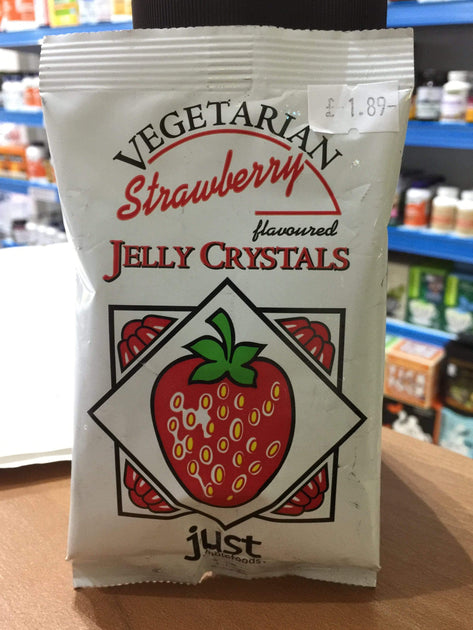 VEGETARIAN
£ 1.89
Strawberry
flavoured
JELLY CRYSTALS
just
wholefoods